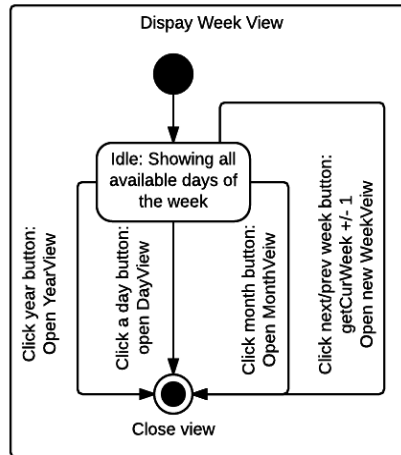 Dispay Week View
Idle: Showing all
available days of
the week
Click year button:
Open YearView
Click a day button:
open DayView
Click month button:
Open MonthVeiw
Click next/prev week button:
getCurWeek +/- 1
Open new WeekVeiw
Close view